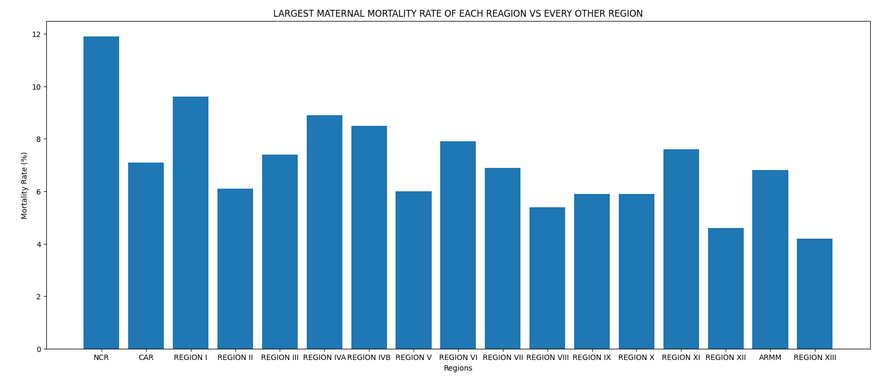 LARGEST MATERNAL MORTALITY RATE OF EACH REAGION VS EVERY OTHER REGION
Mortality Rate (%)
12
10
8
6
4
2
0
NCR CAR REGION I REGION II REGION III REGION IVA REGION IVB REGION V REGION VI REGION VII REGION VIII REGION IX REGION X REGION XI REGION XII ARMM REGION XIII
Regions